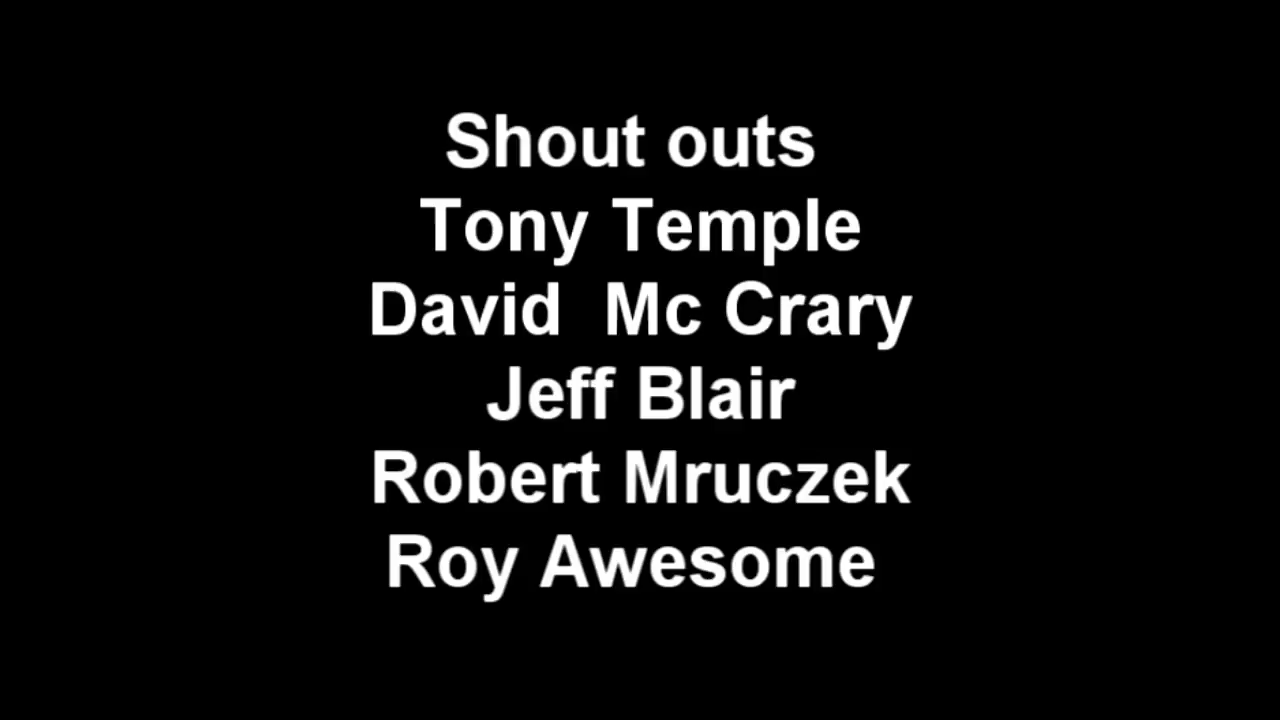 Shout outs
Tony Temple
David  Mc Crary
Jeff Blair
Robert Mruczek
Roy Awesome